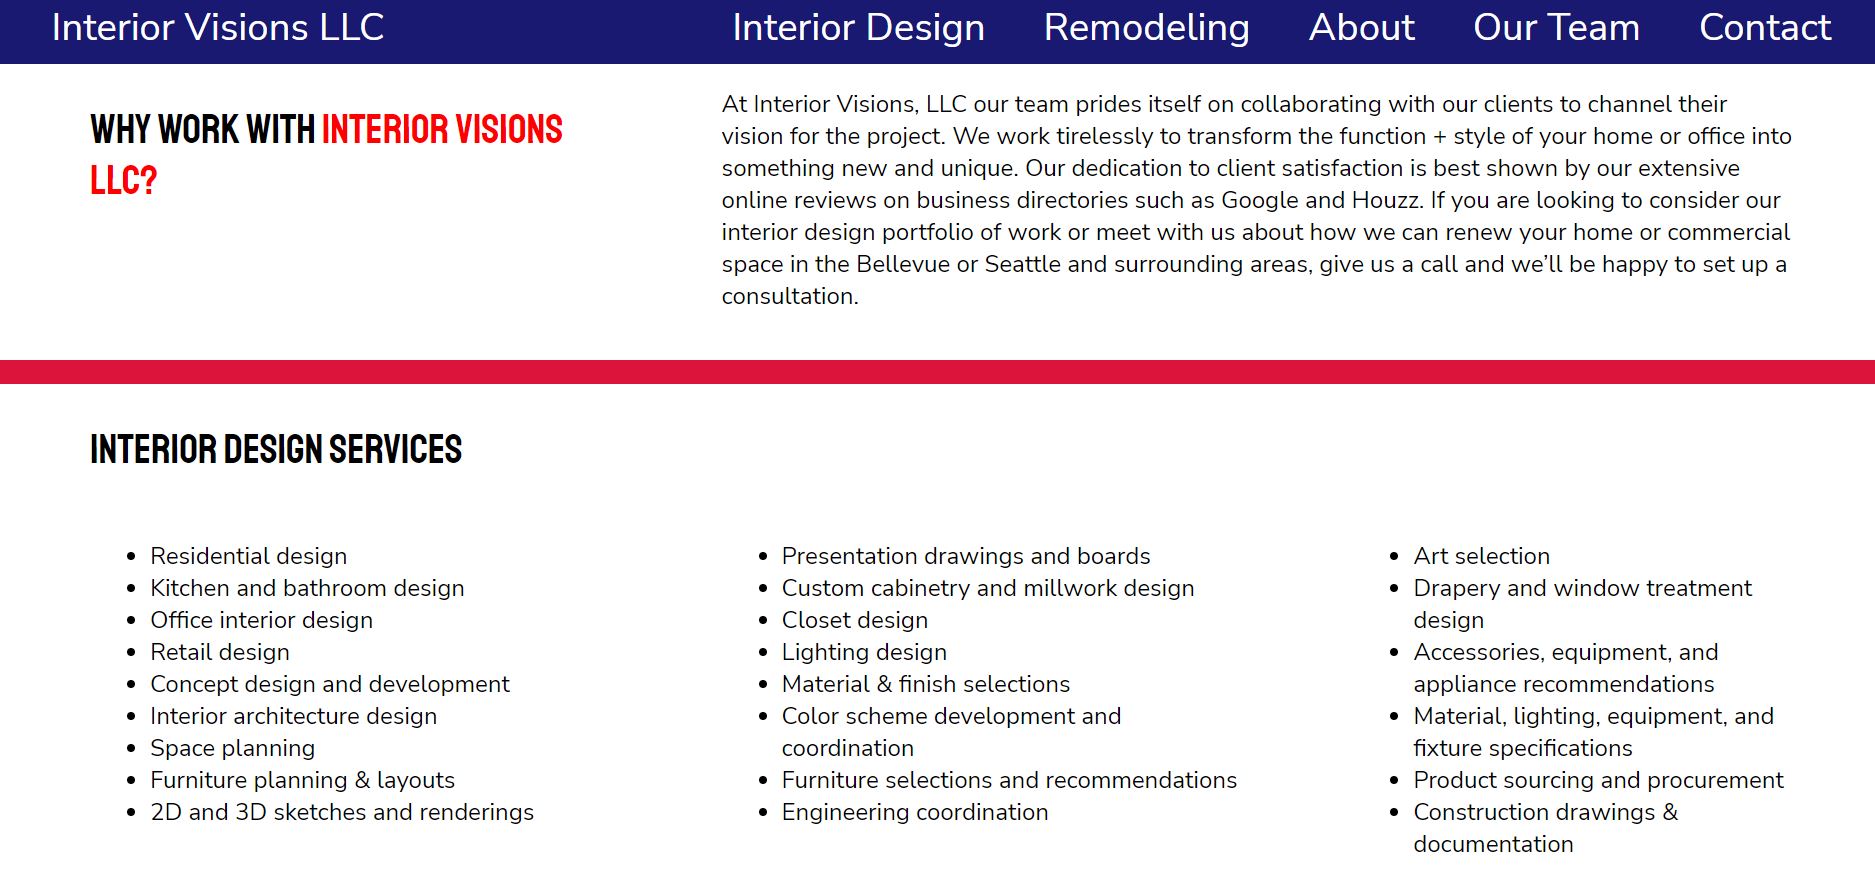 Interior Visions LLC
Interior Design Remodeling About Our Team Contact
WHY WORK WITH INTERIOR VISIONS
LLC?
At Interior Visions, LLC our team prides itself on collaborating with our clients to channel their
vision for the project. We work tirelessly to transform the function + style of your home or office into
something new and unique. Our dedication to client satisfaction is best shown by our extensive
online reviews on business directories such as Google and Houzz. If you are looking to consider our
interior design portfolio of work or meet with us about how we can renew your home or commercial
space in the Bellevue or Seattle and surrounding areas, give us a call and we’ll be happy to set up a
consultation.
INTERIOR DESIGN SERVICES
• Residential design
• Kitchen and bathroom design
• Office interior design
• Retail design
• Concept design and development
• Interior architecture design
• Space planning
• Furniture planning & layouts
• 2D and 3D sketches and renderings
• Presentation drawings and boards
• Custom cabinetry and millwork design
• Closet design
• Lighting design
• Material & finish selections
• Color scheme development and
coordination
• Furniture selections and recommendations
• Engineering coordination
• Art selection
• Drapery and window treatment
design
• Accessories, equipment, and
appliance recommendations
• Material, lighting, equipment, and
fixture specifications
• Product sourcing and procurement
• Construction drawings &
documentation